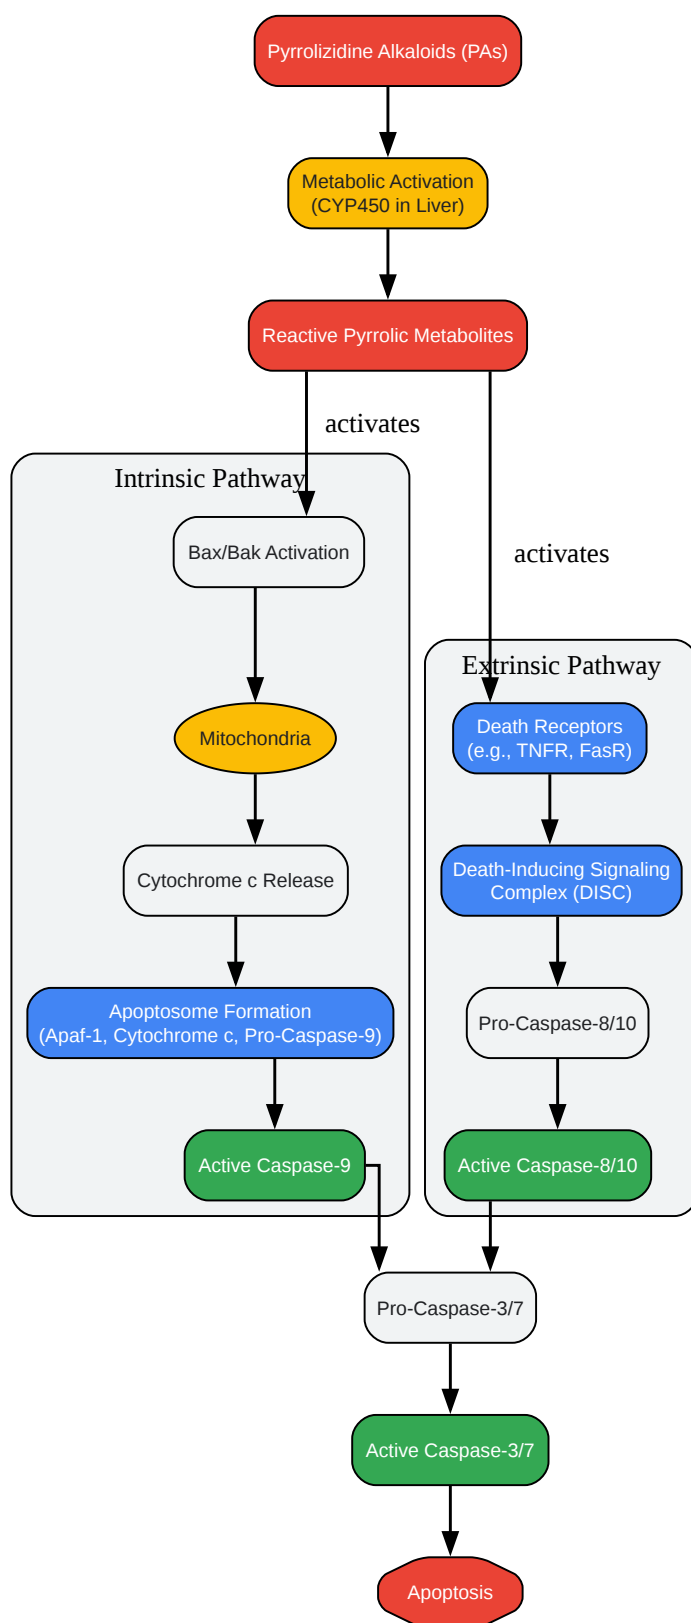 Pyrrolizidine Alkaloids (PAs)
Metabolic Activation
(CYP450 in Liver)
Reactive Pyrrolic Metabolites
activates
Intrinsic Pathway
Bax/Bak Activation
activates
Extrinsic Pathway
Mitochondria
Death Receptors
(e.g., TNFR, FasR)
Cytochrome c Release
Death-Inducing Signaling
Complex (DISC)
Apoptosome Formation
(Apaf-1, Cytochrome c, Pro-Caspase-9)
Pro-Caspase-8/10
Active Caspase-9
Active Caspase-8/10
Pro-Caspase-3/7
Active Caspase-3/7
Apoptosis